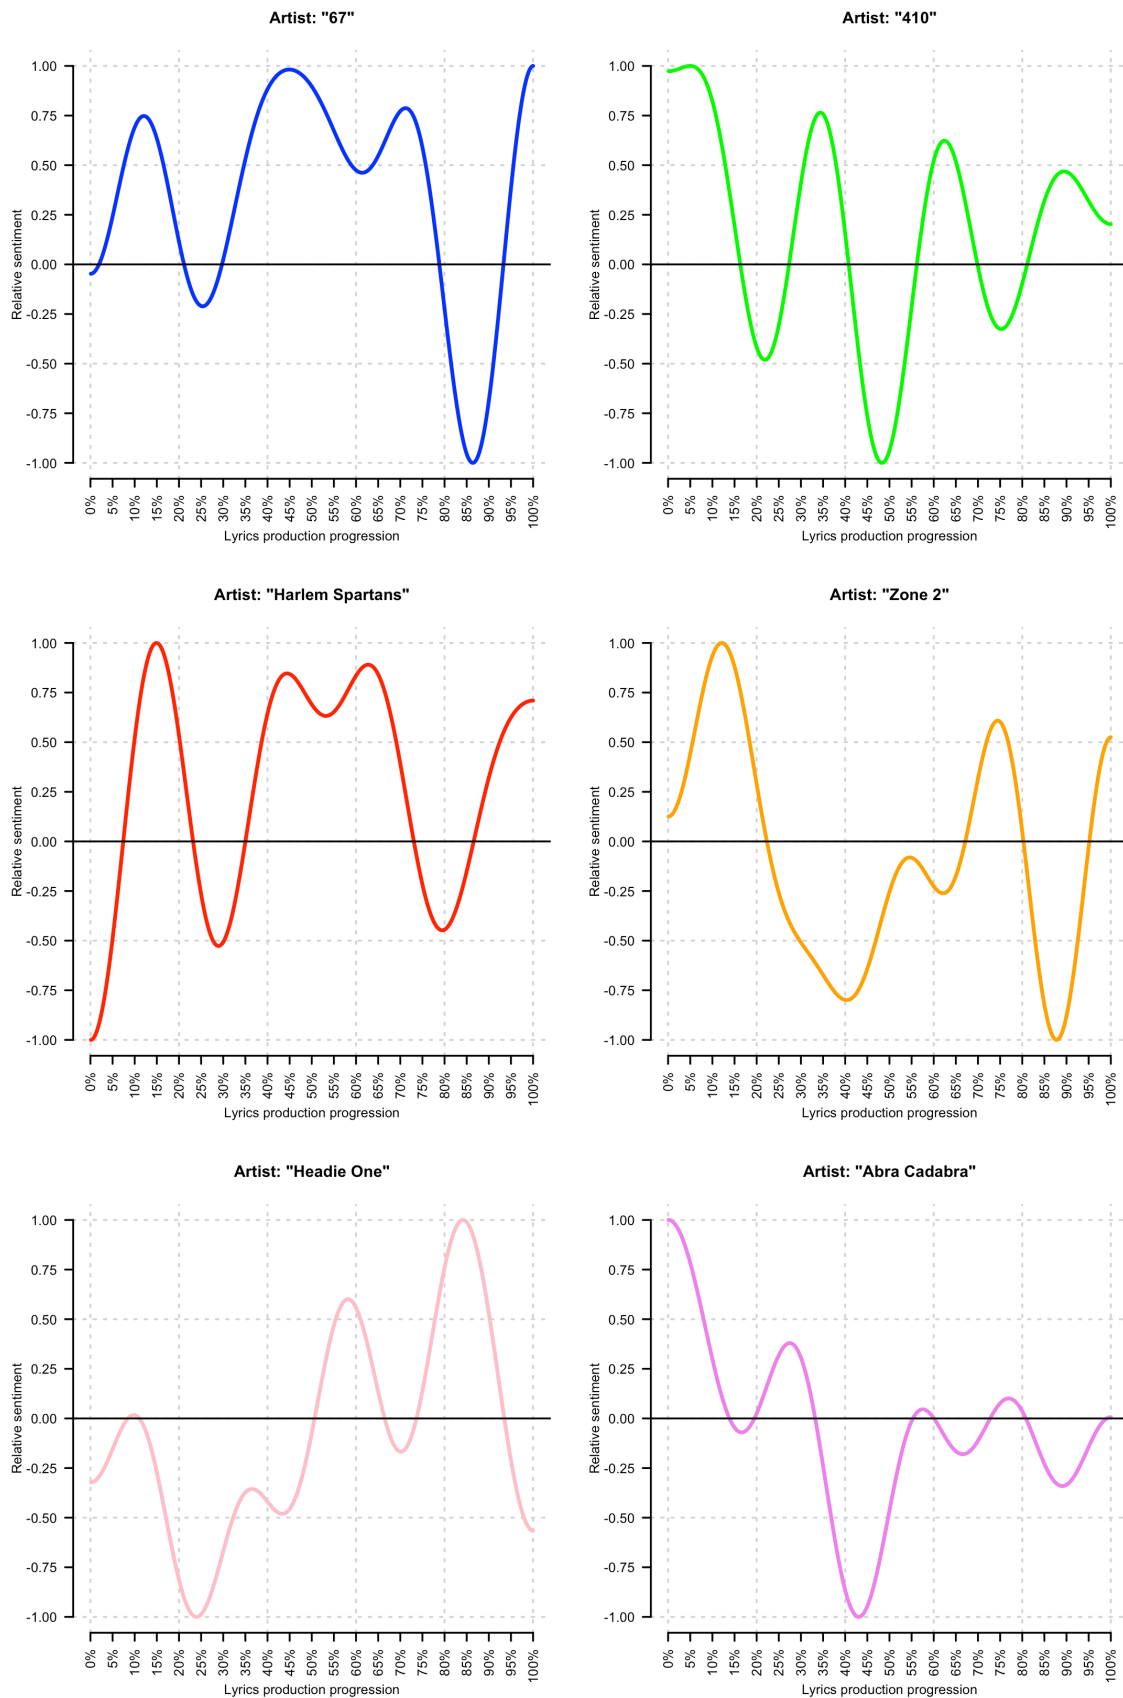 Artist: "67"
Relative sentiment
1.00
0.75
0.50
0.25
0.00
-0.25
-0.50
-0.75
-1.00
0% 5% 10% 15% 20% 25% 30% 35% 40% 45% 50% 55% 60% 65% 70% 75% 80% 85% 90% 95% 100%
Lyrics production progression
Artist: "410"
Relative sentiment
1.00
0.75
0.50
0.25
0.00
-0.25
-0.50
-0.75
-1.00
0% 5% 10% 15% 20% 25% 30% 35% 40% 45% 50% 55% 60% 65% 70% 75% 80% 85% 90% 95% 100%
Lyrics production progression
Artist: "Harlem Spartans"
Relative sentiment
1.00
0.75
0.50
0.25
0.00
-0.25
-0.50
-0.75
-1.00
0% 5% 10% 15% 20% 25% 30% 35% 40% 45% 50% 55% 60% 65% 70% 75% 80% 85% 90% 95% 100%
Lyrics production progression
Artist: "Zone 2"
Relative sentiment
1.00
0.75
0.50
0.25
0.00
-0.25
-0.50
-0.75
-1.00
0% 5% 10% 15% 20% 25% 30% 35% 40% 45% 50% 55% 60% 65% 70% 75% 80% 85% 90% 95% 100%
Lyrics production progression
Artist: "Headie One"
Relative sentiment
1.00
0.75
0.50
0.25
0.00
-0.25
-0.50
-0.75
-1.00
0% 5% 10% 15% 20% 25% 30% 35% 40% 45% 50% 55% 60% 65% 70% 75% 80% 85% 90% 95% 100%
Lyrics production progression
Artist: "Abra Cadabra"
Relative sentiment
1.00
0.75
0.50
0.25
0.00
-0.25
-0.50
-0.75
-1.00
0% 5% 10% 15% 20% 25% 30% 35% 40% 45% 50% 55% 60% 65% 70% 75% 80% 85% 90% 95% 100%
Lyrics production progression